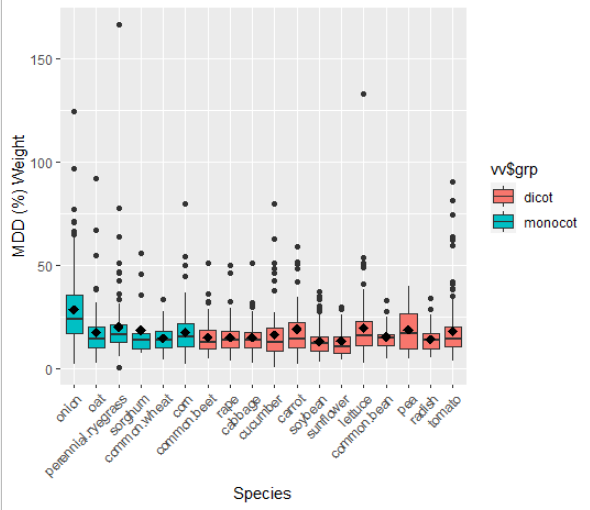 MDD (%) Weight
150
100
50
0
onion
oat
perennial.ryegrass
sorghum
common.wheat
corn
common.beet
rape
cabbage
cucumber
carrot
soybean
sunflower
lettuce
common.bean
pea
radish
tomato
Species
vv$grp
dicot
monocot